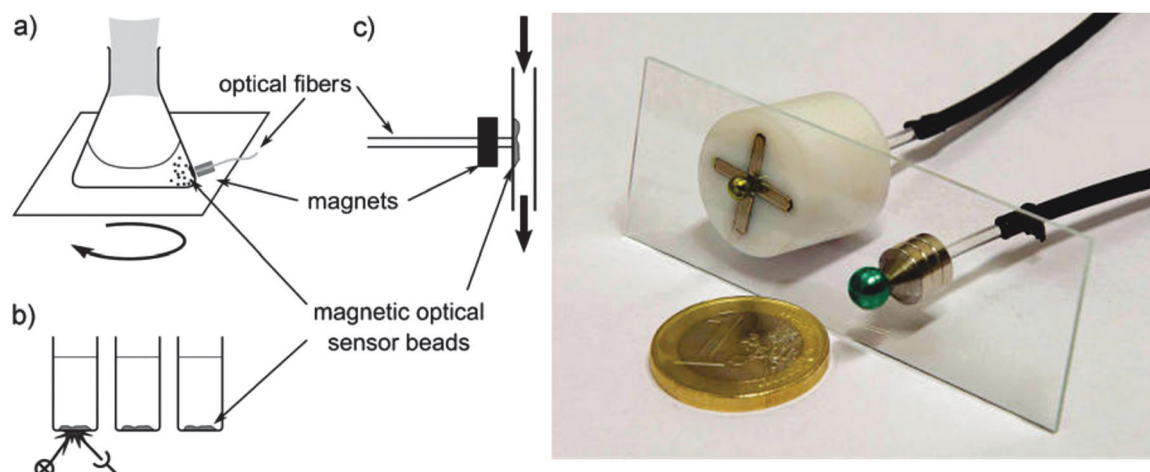 a)
c)
optical fibers
magnets
magnetic optical
sensor beads
b)